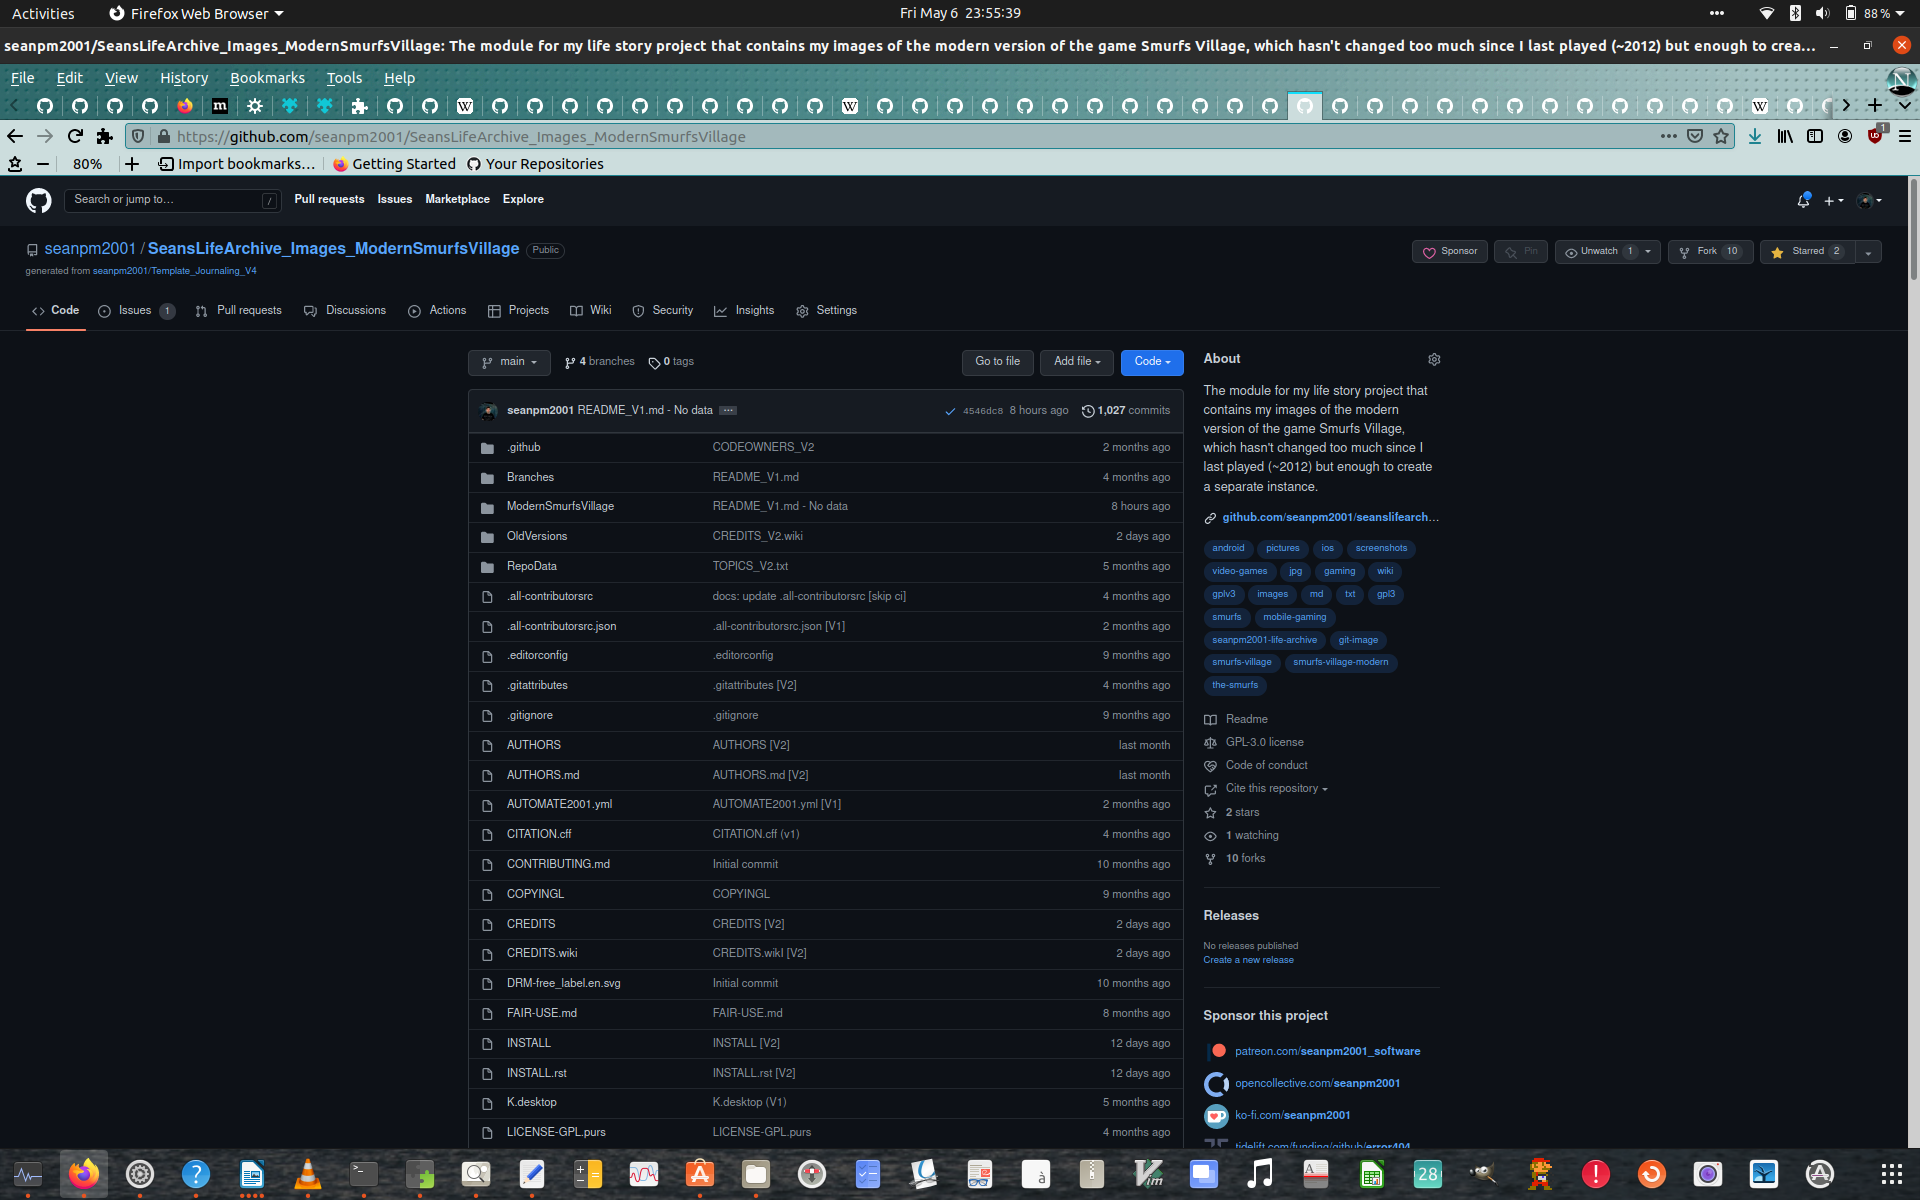 Activities Firefox Web Browser Fri May 6 23:55:39 88 %
seanpm2001/SeansLifeArchive_Images_ModernSmurfsVillage: The module for my life story project that contains my images of the modern version of the game Smurfs Village, which hasn't changed too much since I last played (~2012) but enough to crea…
File Edit View History Bookmarks Tools Help
https://github.com/seanpm2001/SeansLifeArchive_Images_ModernSmurfsVillage
80% Import bookmarks… Getting Started Your Repositories
Search or jump to… / Pull requests Issues Marketplace Explore
seanpm2001 / SeansLifeArchive_Images_ModernSmurfsVillage Public
Sponsor Pin Unwatch 1 Fork 10 Starred 2
generated from seanpm2001/Template_Journaling_V4
Code Issues 1 Pull requests Discussions Actions Projects Wiki Security Insights Settings
main 4 branches 0 tags Go to file Add file Code
seanpm2001 README_V1.md - No data 4546dc8 8 hours ago 1,027 commits
.github CODEOWNERS_V2 2 months ago
Branches README_V1.md 4 months ago
ModernSmurfsVillage README_V1.md - No data 8 hours ago
OldVersions CREDITS_V2.wiki 2 days ago
RepoData TOPICS_V2.txt 5 months ago
.all-contributorsrc docs: update .all-contributorsrc [skip ci] 4 months ago
.all-contributorsrc.json .all-contributorsrc.json [V1] 2 months ago
.editorconfig .editorconfig 9 months ago
.gitattributes .gitattributes [V2] 4 months ago
.gitignore .gitignore 9 months ago
AUTHORS AUTHORS [V2] last month
AUTHORS.md AUTHORS.md [V2] last month
AUTOMATE2001.yml AUTOMATE2001.yml [V1] 2 months ago
CITATION.cff CITATION.cff (v1) 4 months ago
CONTRIBUTING.md Initial commit 10 months ago
COPYINGL COPYINGL 9 months ago
CREDITS CREDITS [V2] 2 days ago
CREDITS.wiki CREDITS.wikI [V2] 2 days ago
DRM-free_label.en.svg Initial commit 10 months ago
FAIR-USE.md FAIR-USE.md 8 months ago
INSTALL INSTALL [V2] 12 days ago
INSTALL.rst INSTALL.rst [V2] 12 days ago
K.desktop K.desktop (V1) 5 months ago
LICENSE-GPL.purs LICENSE-GPL.purs 4 months ago
About
The module for my life story project that
contains my images of the modern
version of the game Smurfs Village,
which hasn't changed too much since I
last played (~2012) but enough to create
a separate instance.
github.com/seanpm2001/seanslifearch…
android pictures ios screenshots
video-games jpg gaming wiki
gplv3 images md txt gpl3
smurfs mobile-gaming
seanpm2001-life-archive git-image
smurfs-village smurfs-village-modern
the-smurfs
Readme
GPL-3.0 license
Code of conduct
Cite this repository
2 stars
1 watching
10 forks
Releases
No releases published
Create a new release
Sponsor this project
patreon.com/seanpm2001_software
opencollective.com/seanpm2001
ko-fi.com/seanpm2001
tidelift.com/funding/github/error404
28